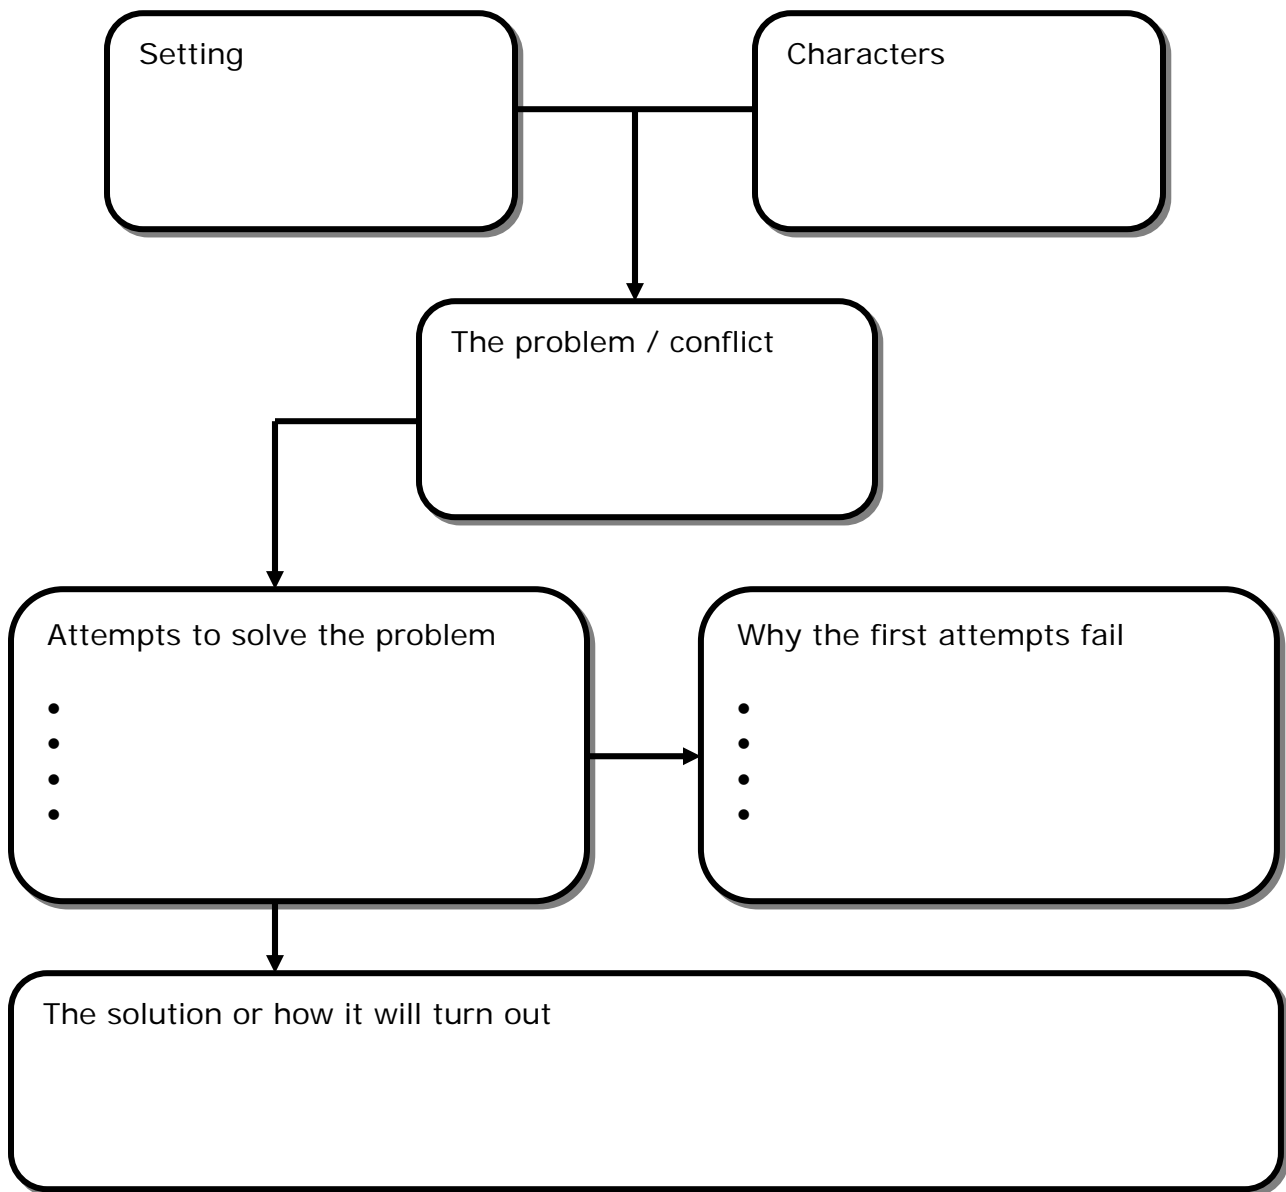 Setting
Characters
The problem / conflict
Attempts to solve the problem
•
•
•
•
Why the first attempts fail
•
•
•
•
The solution or how it will turn out